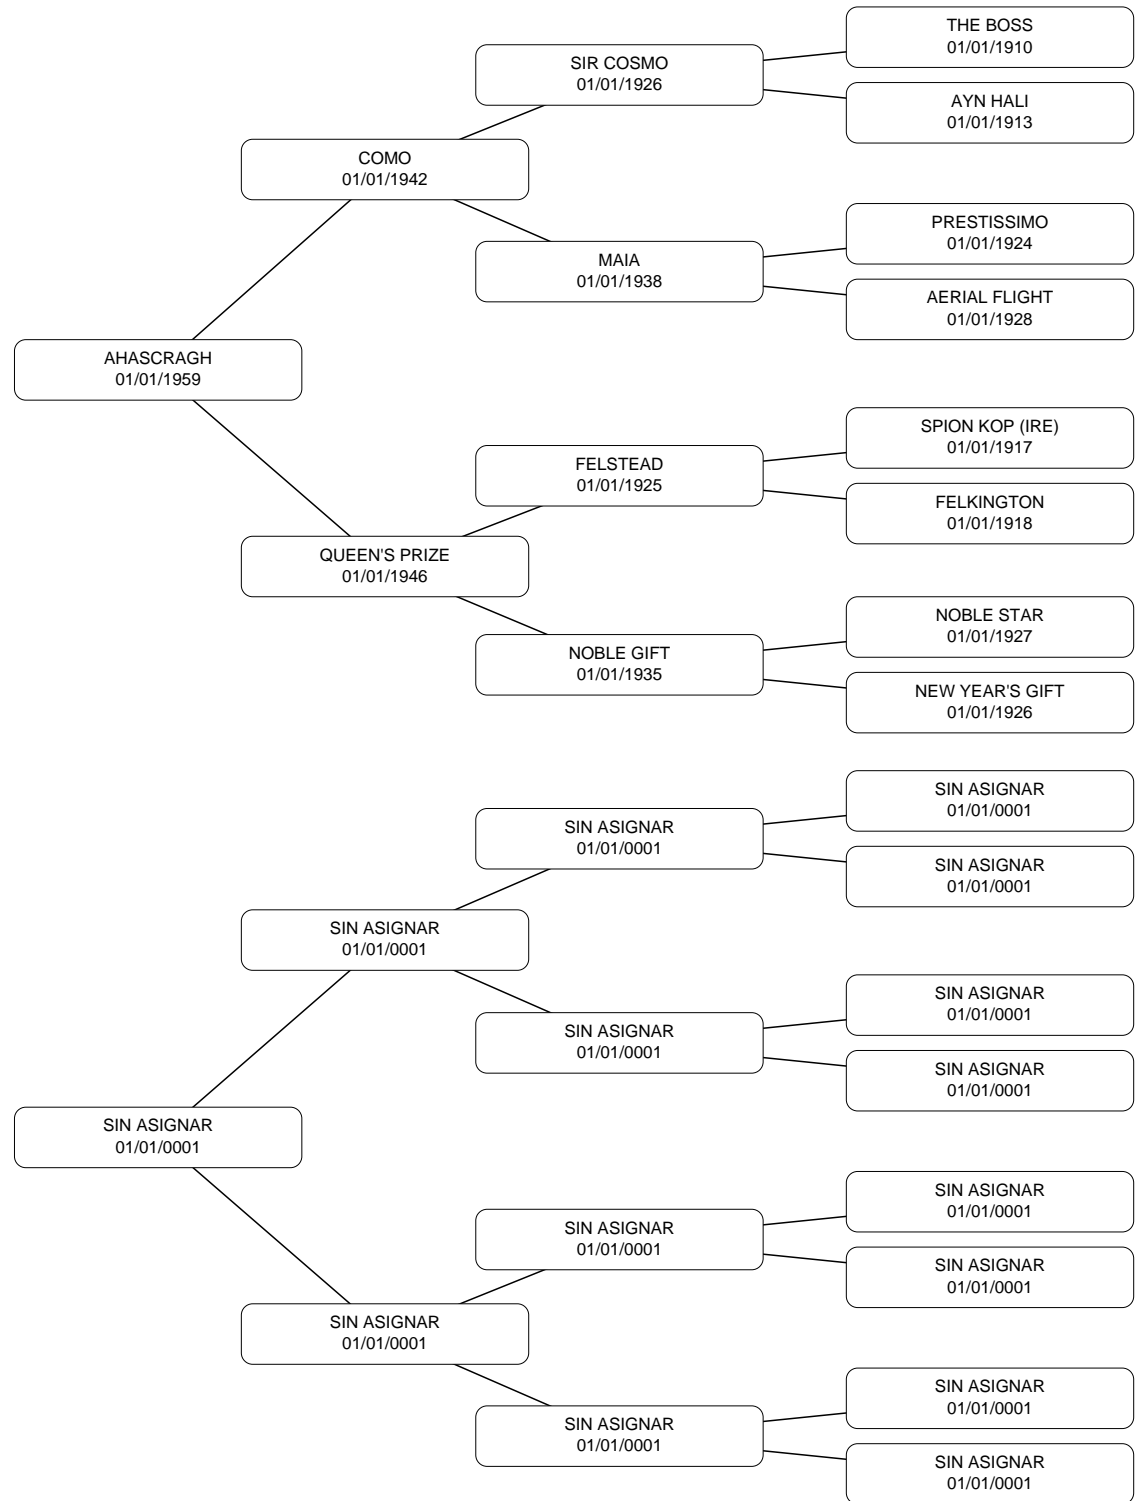 THE BOSS
01/01/1910
SIR COSMO
01/01/1926
AYN HALI
01/01/1913
COMO
01/01/1942
PRESTISSIMO
01/01/1924
MAIA
01/01/1938
AERIAL FLIGHT
01/01/1928
AHASCRAGH
01/01/1959
SPION KOP (IRE)
01/01/1917
FELSTEAD
01/01/1925
FELKINGTON
01/01/1918
QUEEN'S PRIZE
01/01/1946
NOBLE STAR
01/01/1927
NOBLE GIFT
01/01/1935
NEW YEAR'S GIFT
01/01/1926
SIN ASIGNAR
01/01/0001
SIN ASIGNAR
01/01/0001
SIN ASIGNAR
01/01/0001
SIN ASIGNAR
01/01/0001
SIN ASIGNAR
01/01/0001
SIN ASIGNAR
01/01/0001
SIN ASIGNAR
01/01/0001
SIN ASIGNAR
01/01/0001
SIN ASIGNAR
01/01/0001
SIN ASIGNAR
01/01/0001
SIN ASIGNAR
01/01/0001
SIN ASIGNAR
01/01/0001
SIN ASIGNAR
01/01/0001
SIN ASIGNAR
01/01/0001
SIN ASIGNAR
01/01/0001